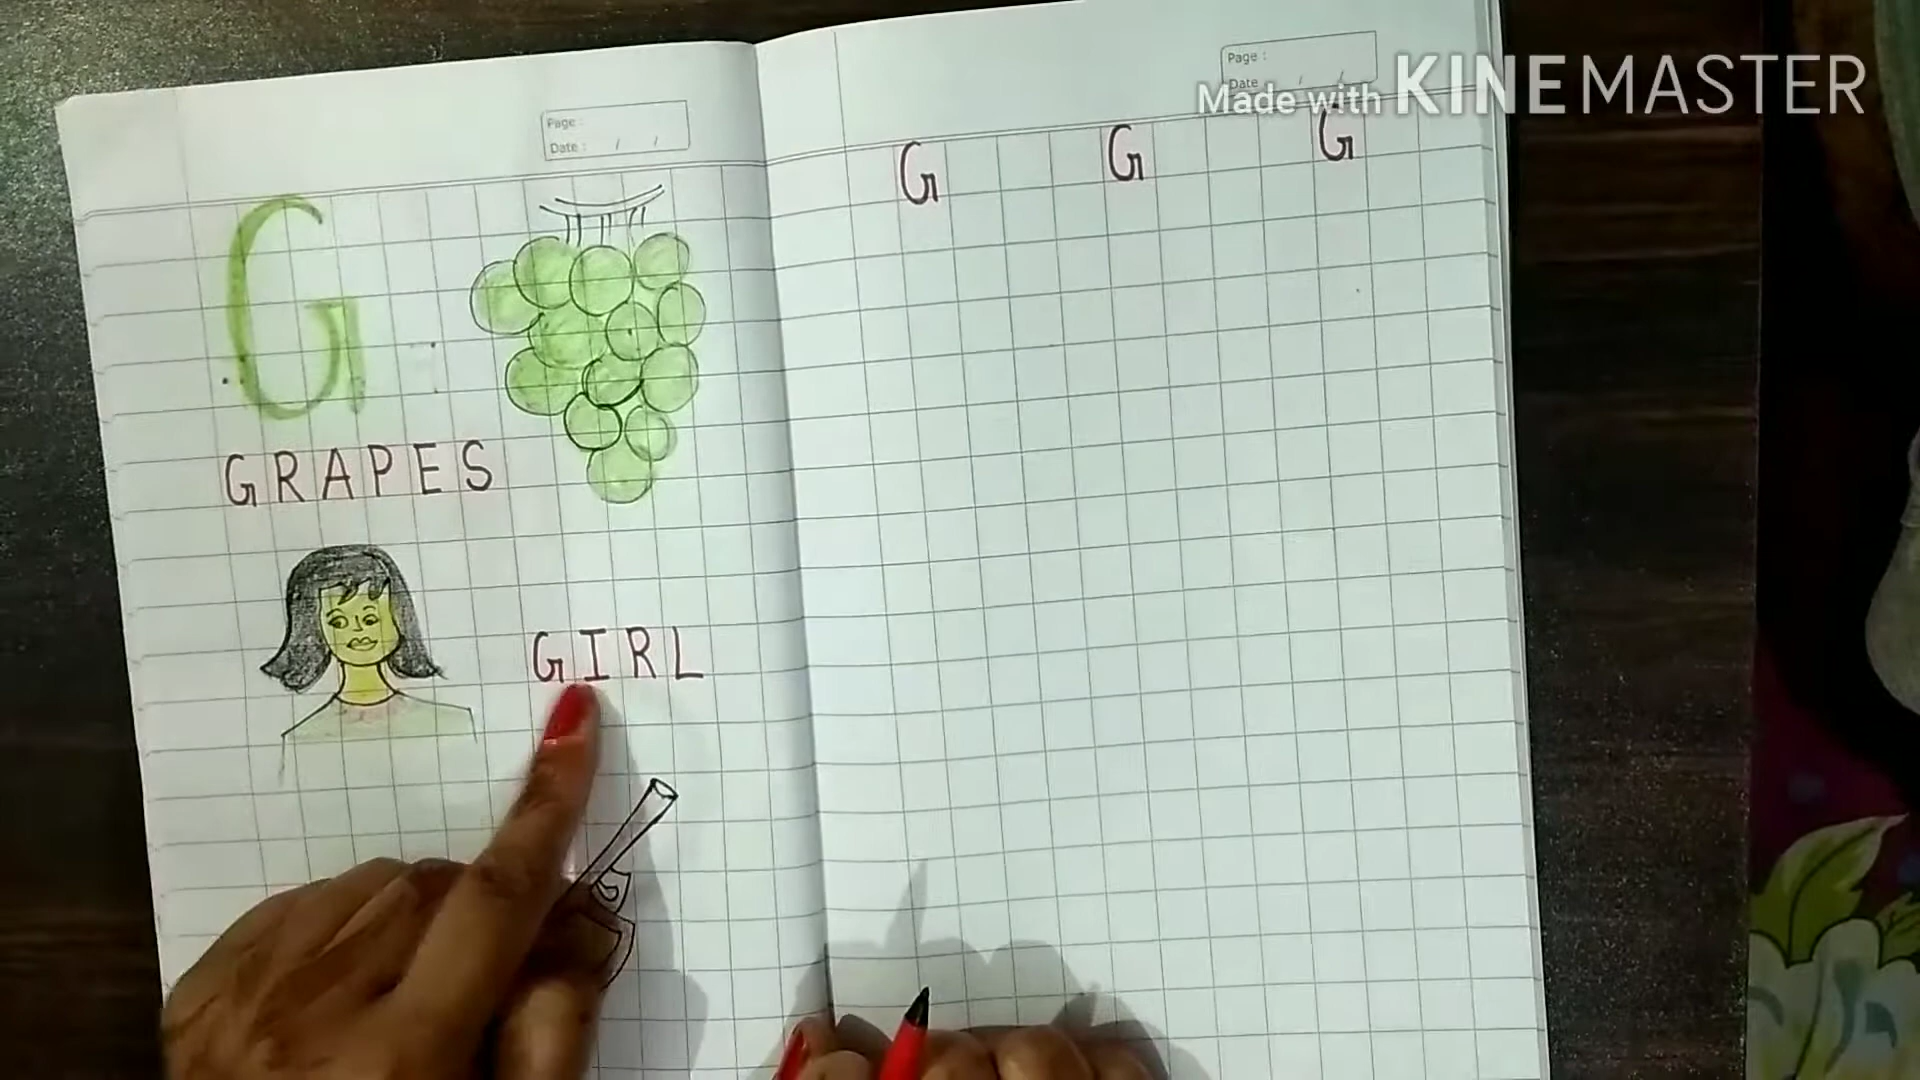 Page :
Date : / /
G
GRAPES
GIRL
Page :
Date / /
Made with KINEMASTER
G G G